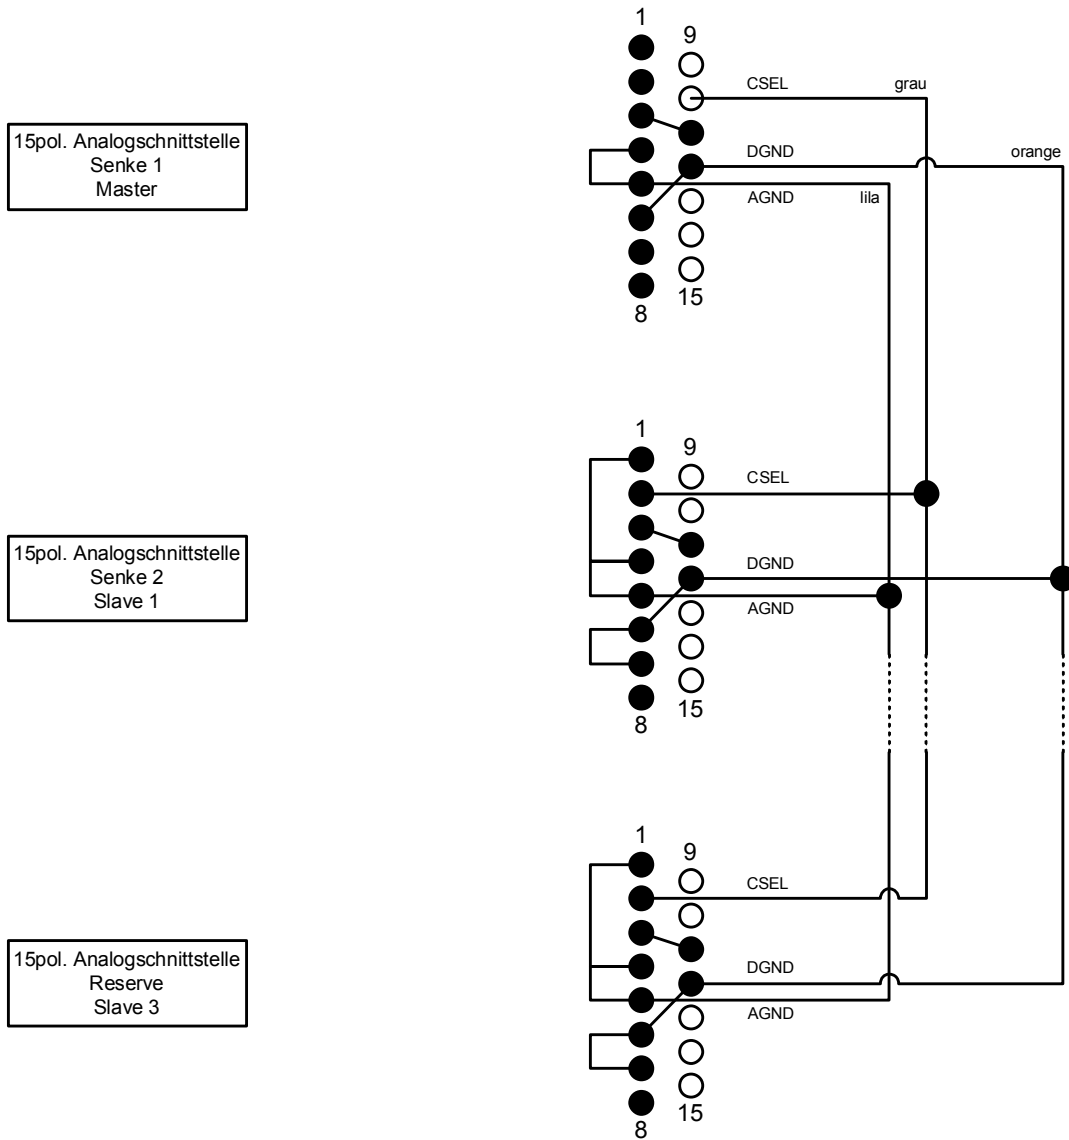 1
9
CSEL
grau
15pol. Analogschnittstelle
Senke 1
Master
DGND
orange
AGND
lila
15
8
1
9
CSEL
15pol. Analogschnittstelle
Senke 2
Slave 1
DGND
AGND
15
8
1
9
CSEL
15pol. Analogschnittstelle
Reserve
Slave 3
DGND
AGND
15
8